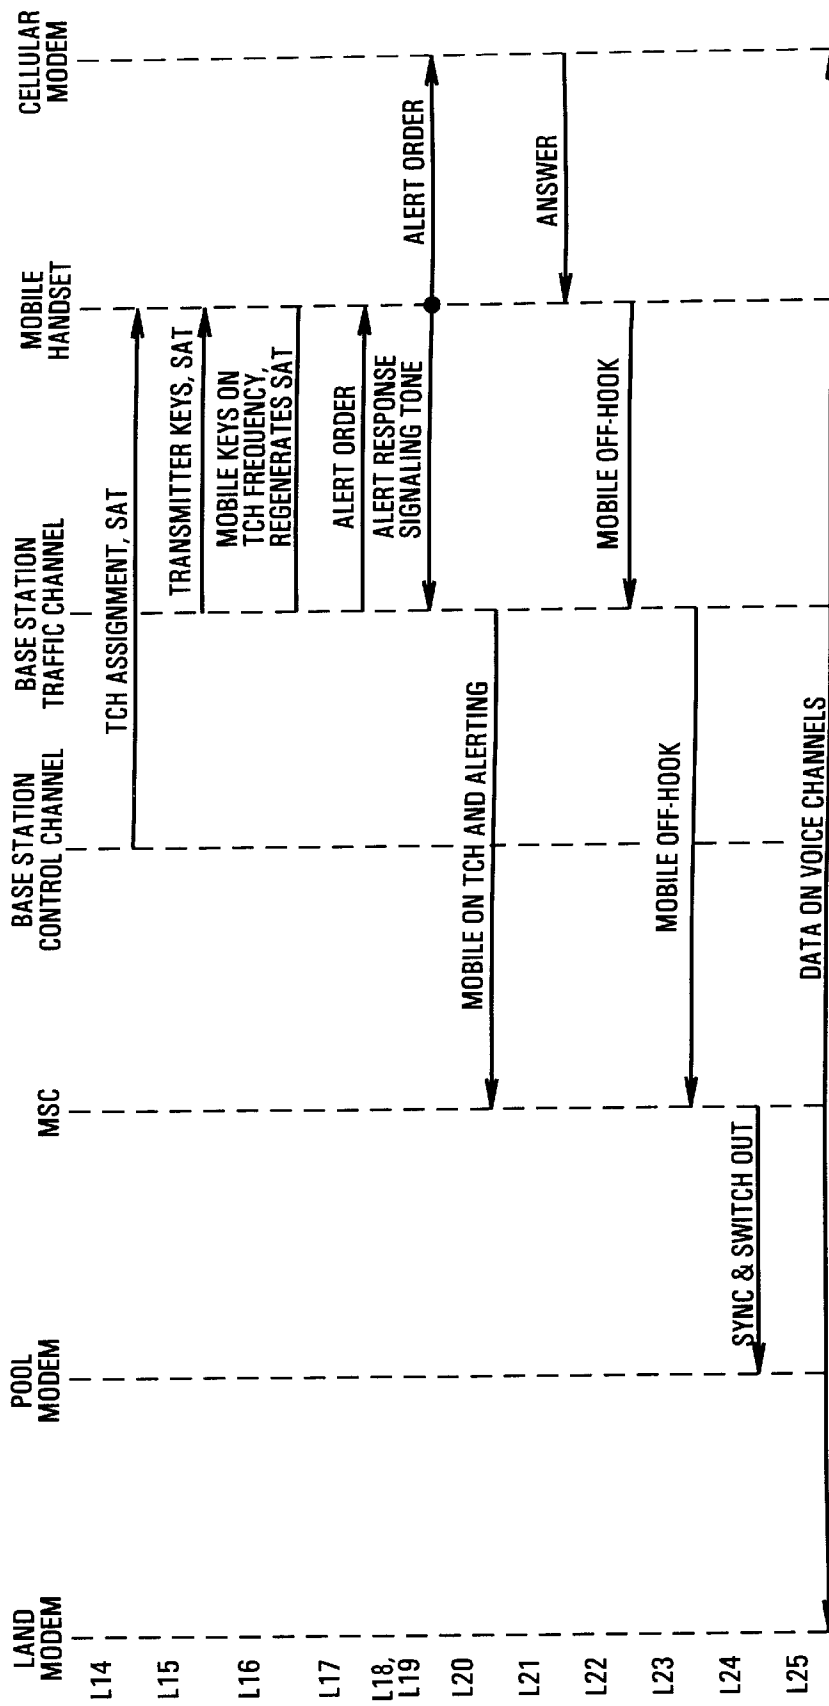 LAND
MODEM
POOL
MODEM
MSC
BASE STATION
CONTROL CHANNEL
BASE STATION
TRAFFIC CHANNEL
MOBILE
HANDSET
CELLULAR
MODEM
L14
TCH ASSIGNMENT, SAT
L15
TRANSMITTER KEYS, SAT
L16
MOBILE KEYS ON
TCH FREQUENCY,
REGENERATES SAT
L17
ALERT ORDER
L18,
L19
ALERT RESPONSE
SIGNALING TONE
ALERT ORDER
L20
MOBILE ON TCH AND ALERTING
L21
ANSWER
L22
MOBILE OFF-HOOK
L23
MOBILE OFF-HOOK
L24
SYNC & SWITCH OUT
L25
DATA ON VOICE CHANNELS